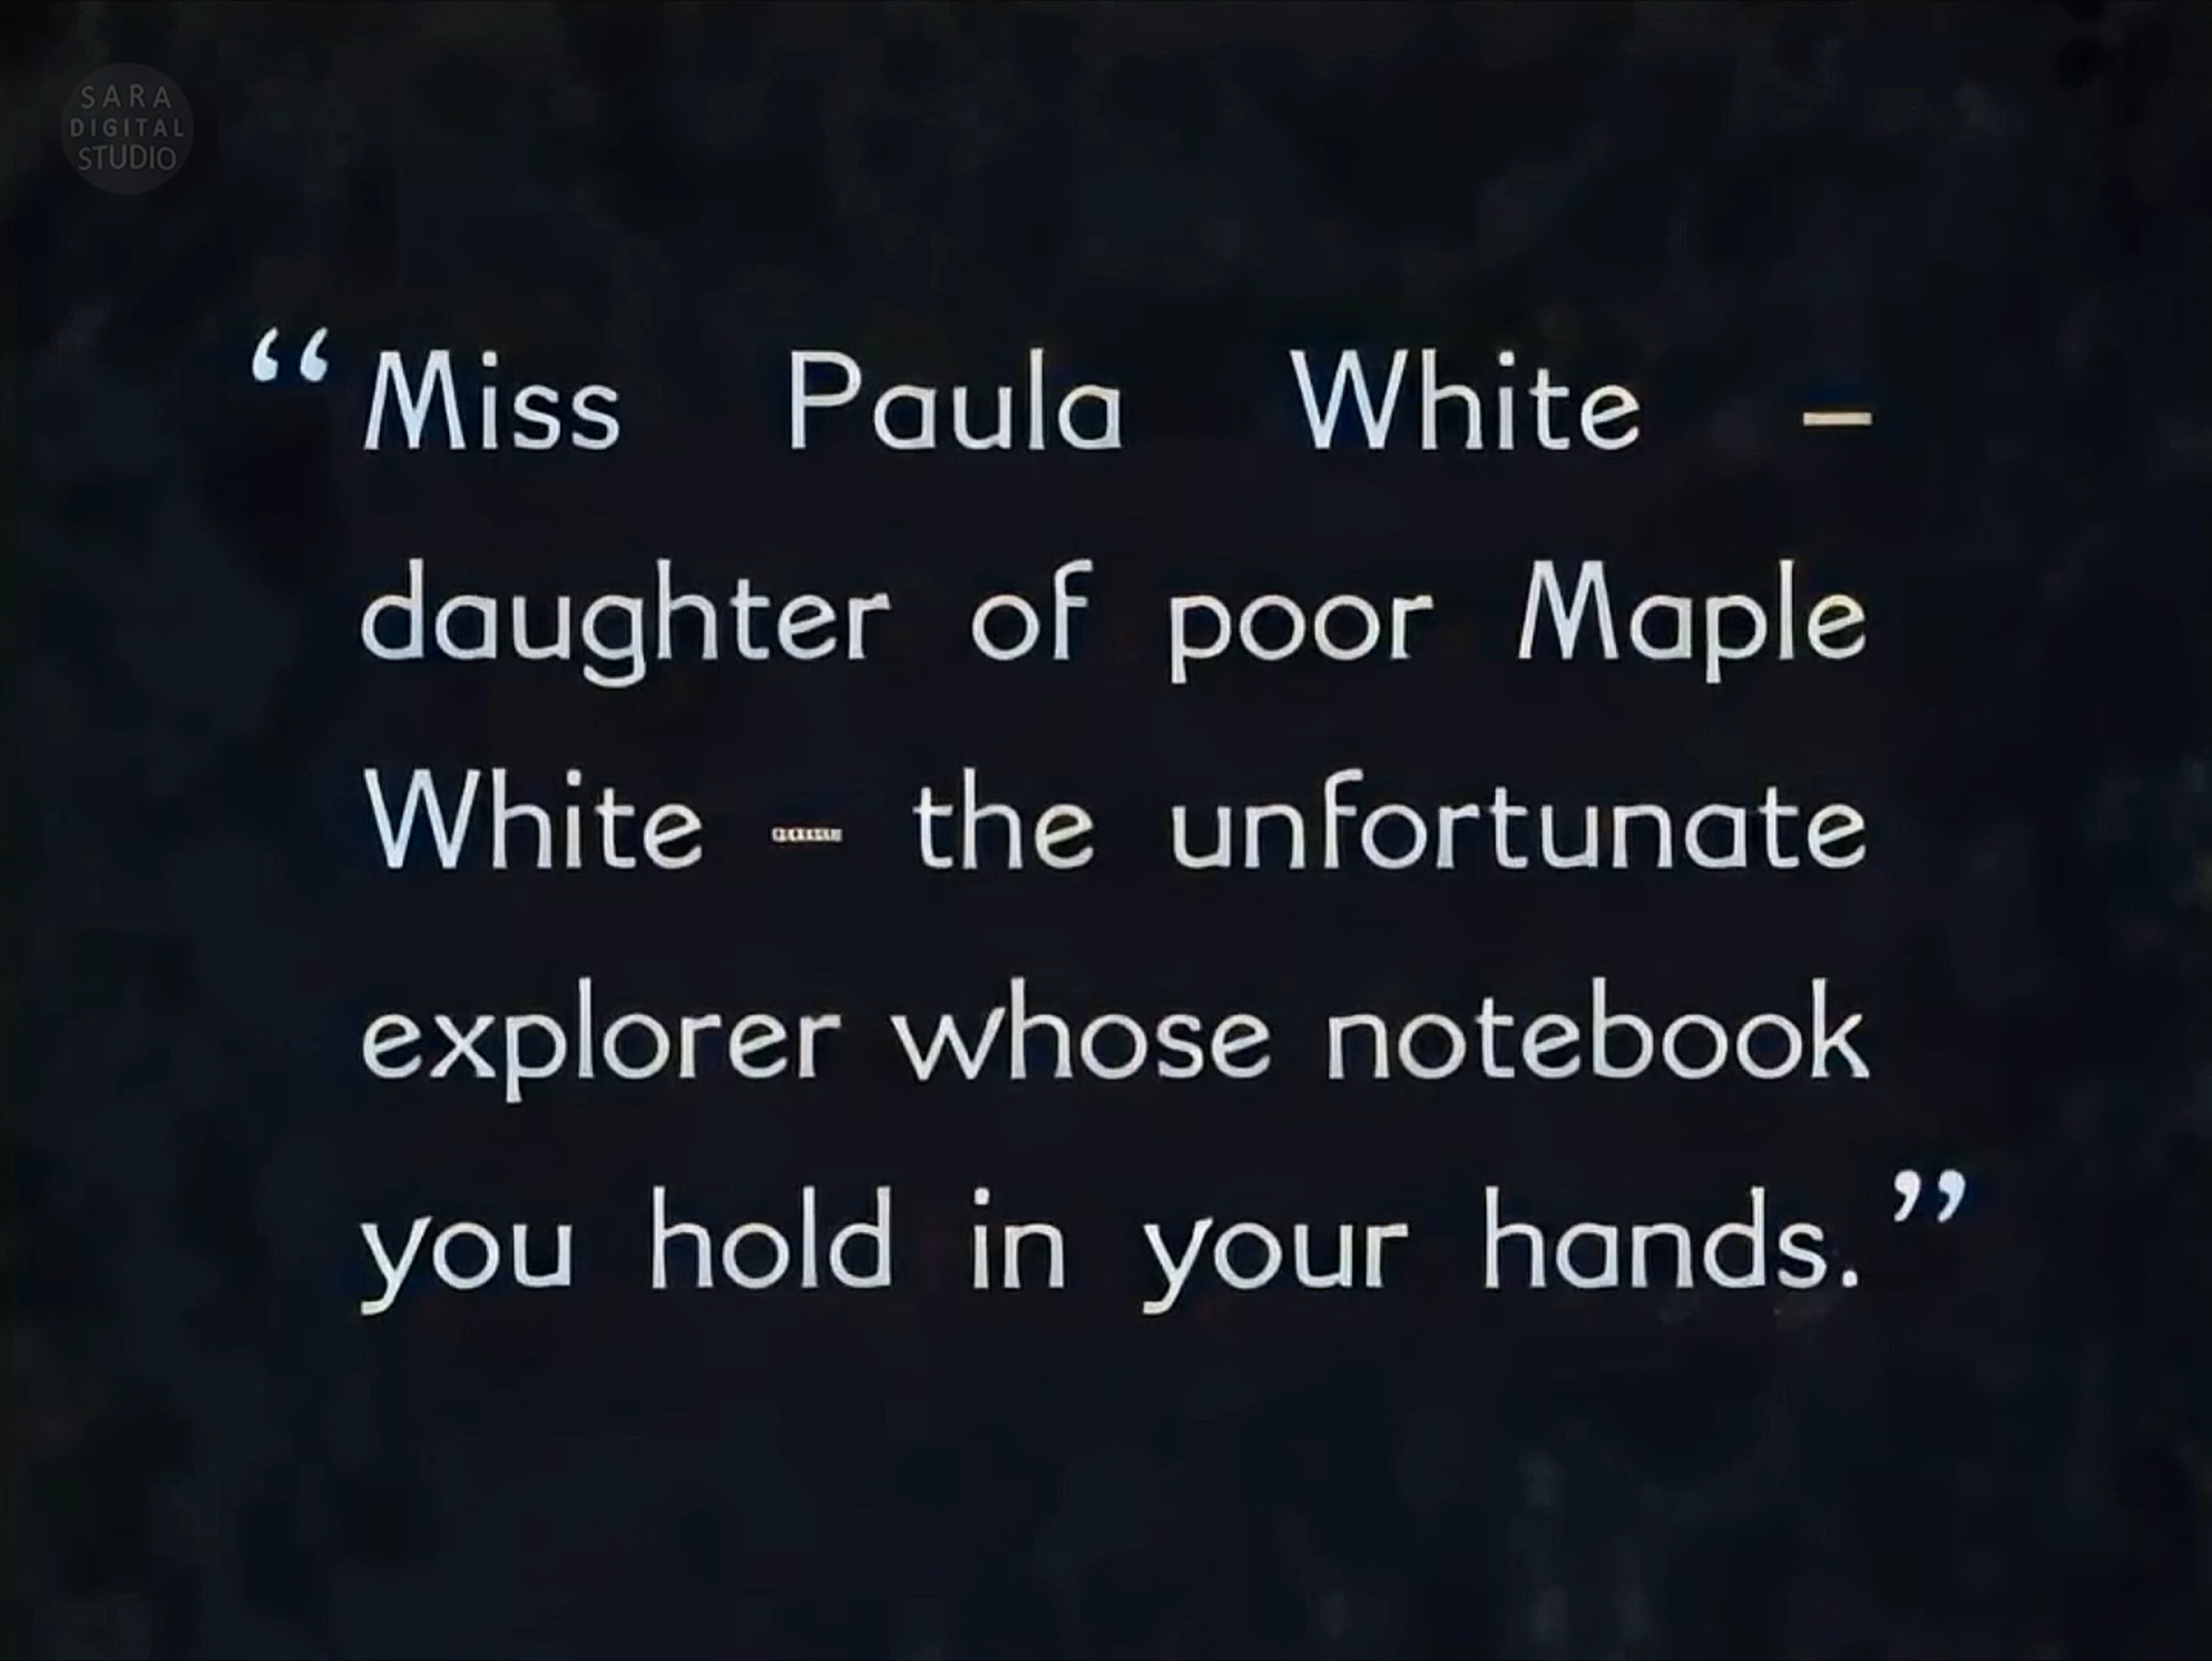 SARA
DIGITAL
STUDIO
“Miss Paula White –
daughter of poor Maple
White – the unfortunate
explorer whose notebook
you hold in your hands.”